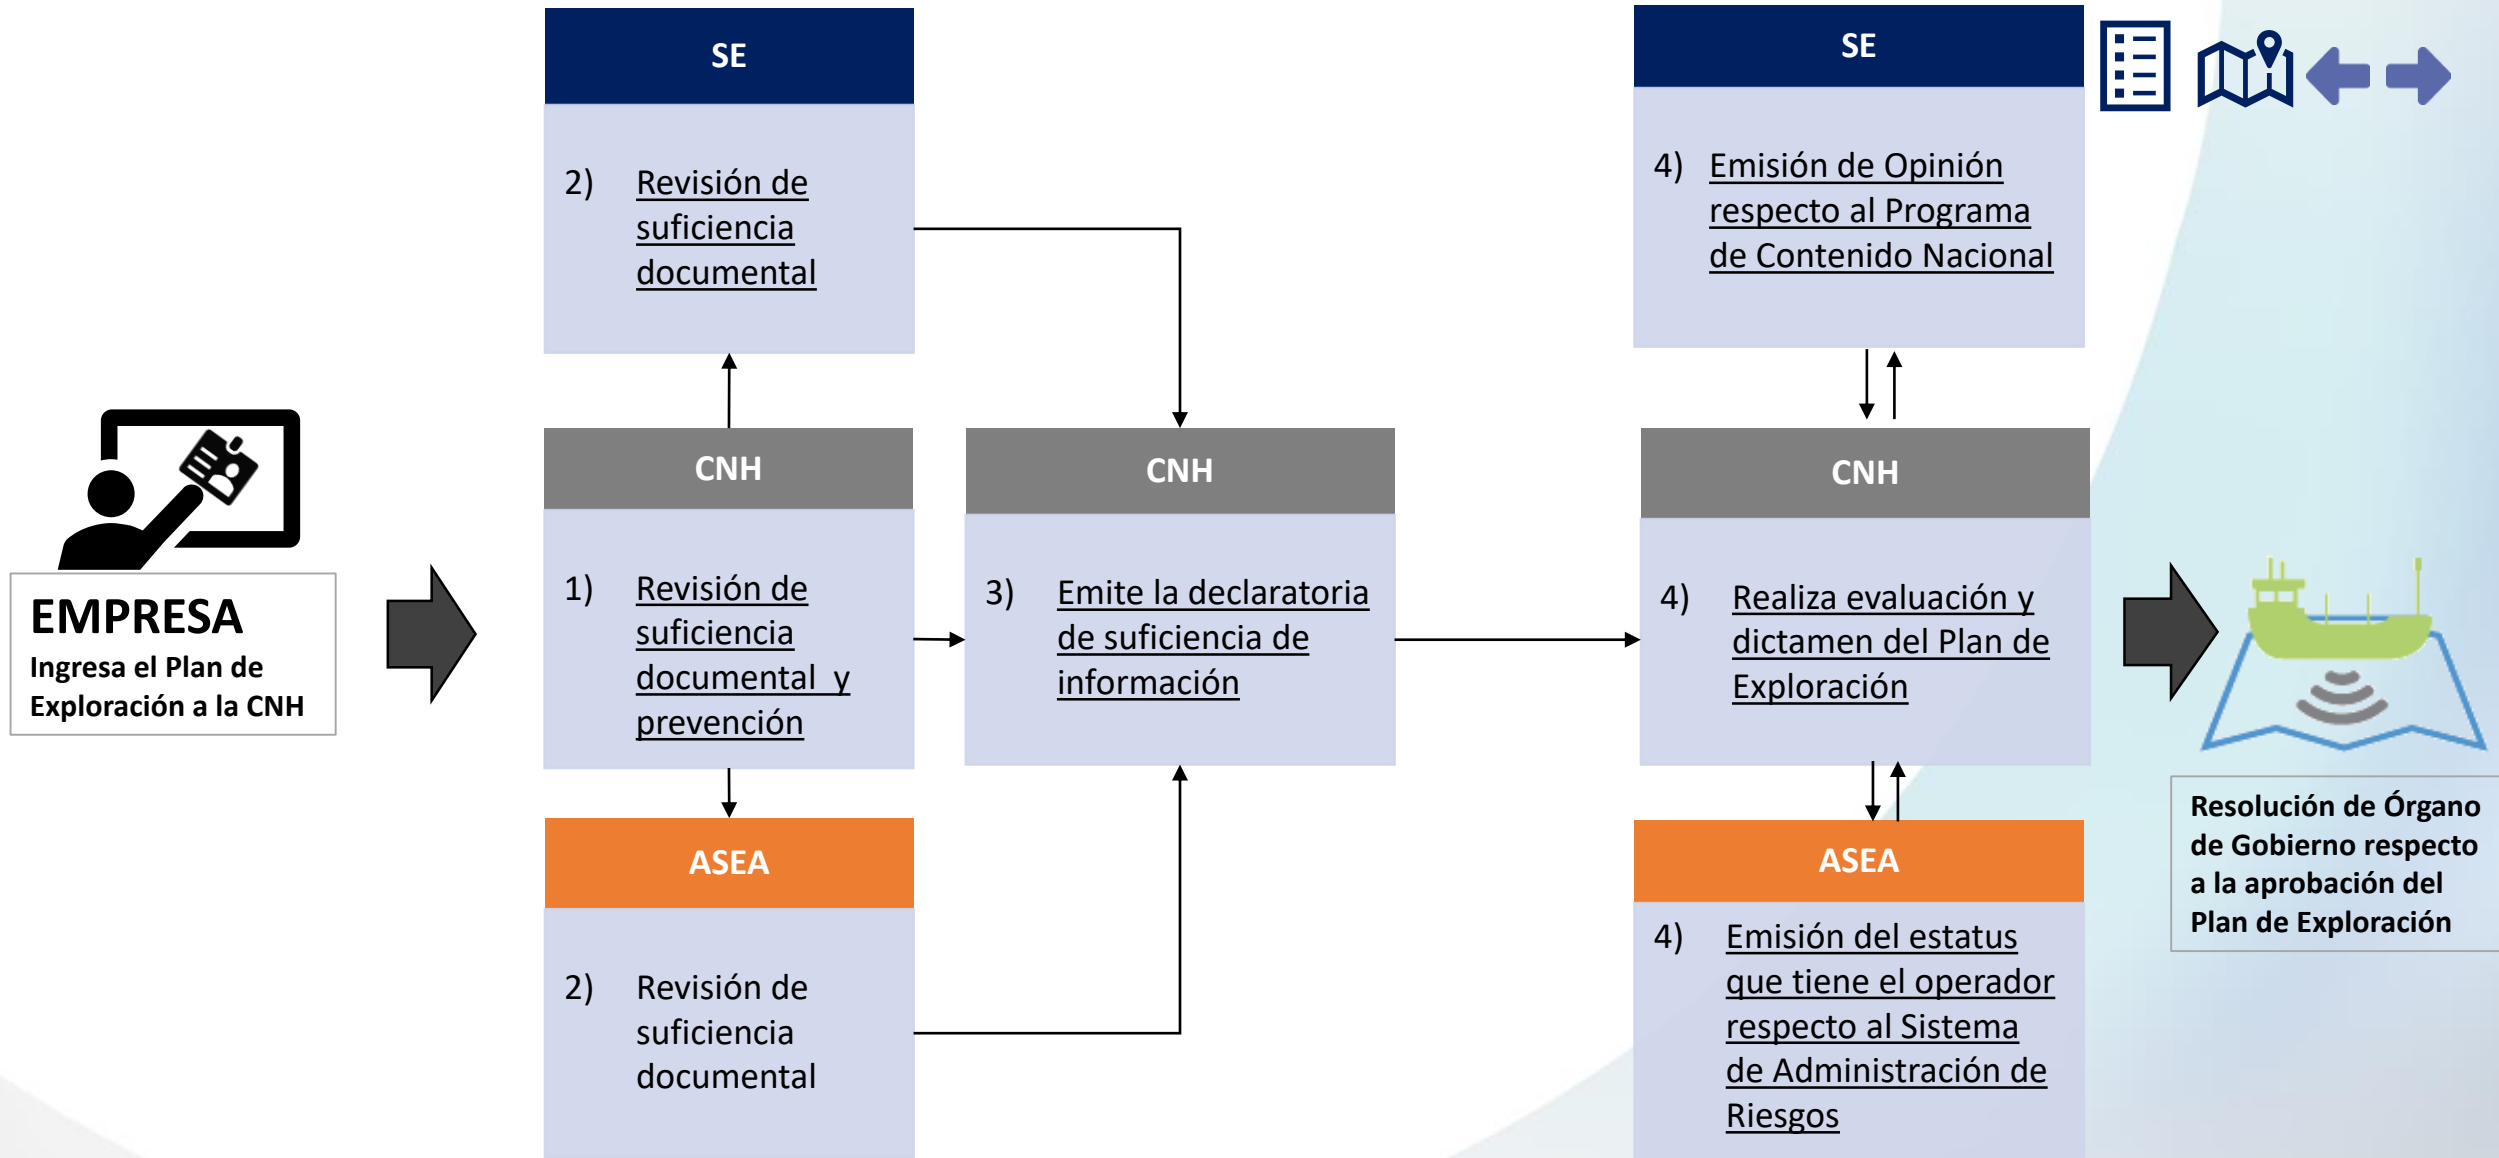 EMPRESA
Ingresa el Plan de
Exploración a la CNH
SE
2) Revisión de
suficiencia
documental
CNH
1) Revisión de
suficiencia
documental y
prevención
ASEA
2) Revisión de
suficiencia
documental
CNH
3) Emite la declaratoria
de suficiencia de
información
SE
4) Emisión de Opinión
respecto al Programa
de Contenido Nacional
CNH
4) Realiza evaluación y
dictamen del Plan de
Exploración
ASEA
4) Emisión del estatus
que tiene el operador
respecto al Sistema
de Administración de
Riesgos
Resolución de Órgano
de Gobierno respecto
a la aprobación del
Plan de Exploración